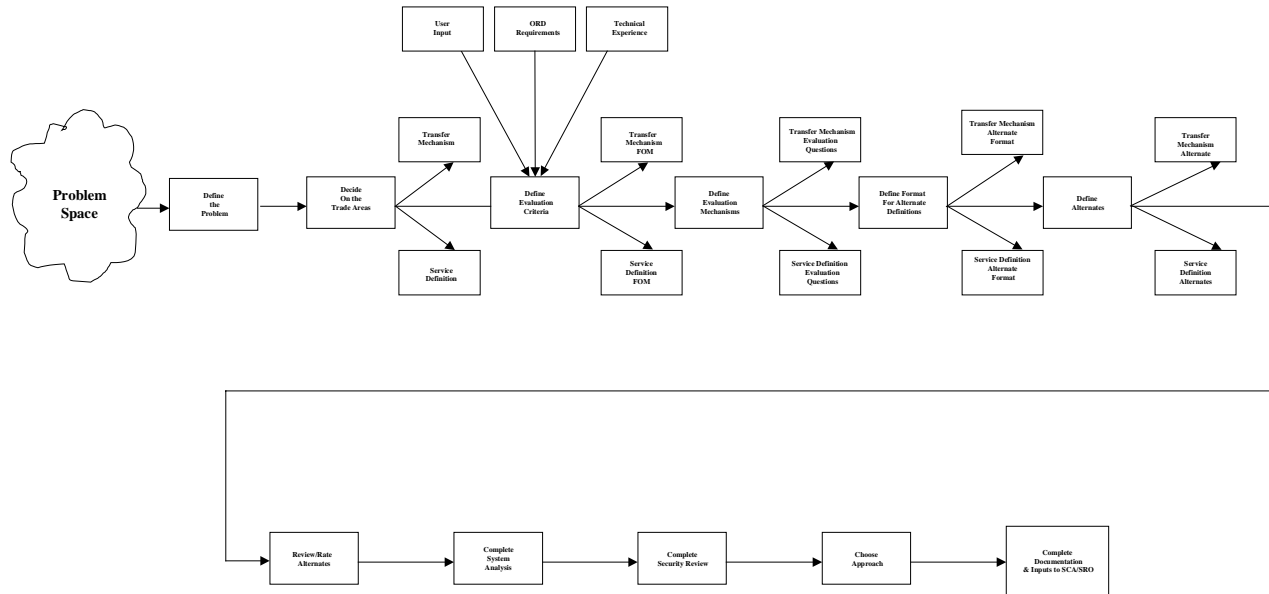 User
Input
ORD
Requirements
Technical
Experience
Transfer
Mechanism
Transfer
Mechanism
FOM
Transfer Mechanism
Evaluation
Questions
Transfer Mechanism
Alternate
Format
Transfer
Mechanism
Alternate
Problem
Space
Define
the
Problem
Decide
On the
Trade Areas
Define
Evaluation
Criteria
Define
Evaluation
Mechanisms
Define Format
For Alternate
Definitions
Define
Alternates
Service
Definition
Service
Definition
FOM
Service Definition
Evaluation
Questions
Service Definition
Alternate
Format
Service
Definition
Alternates
Review/Rate
Alternates
Complete
System
Analysis
Complete
Security Review
Choose
Approach
Complete
Documentation
& Inputs to SCA/SRO